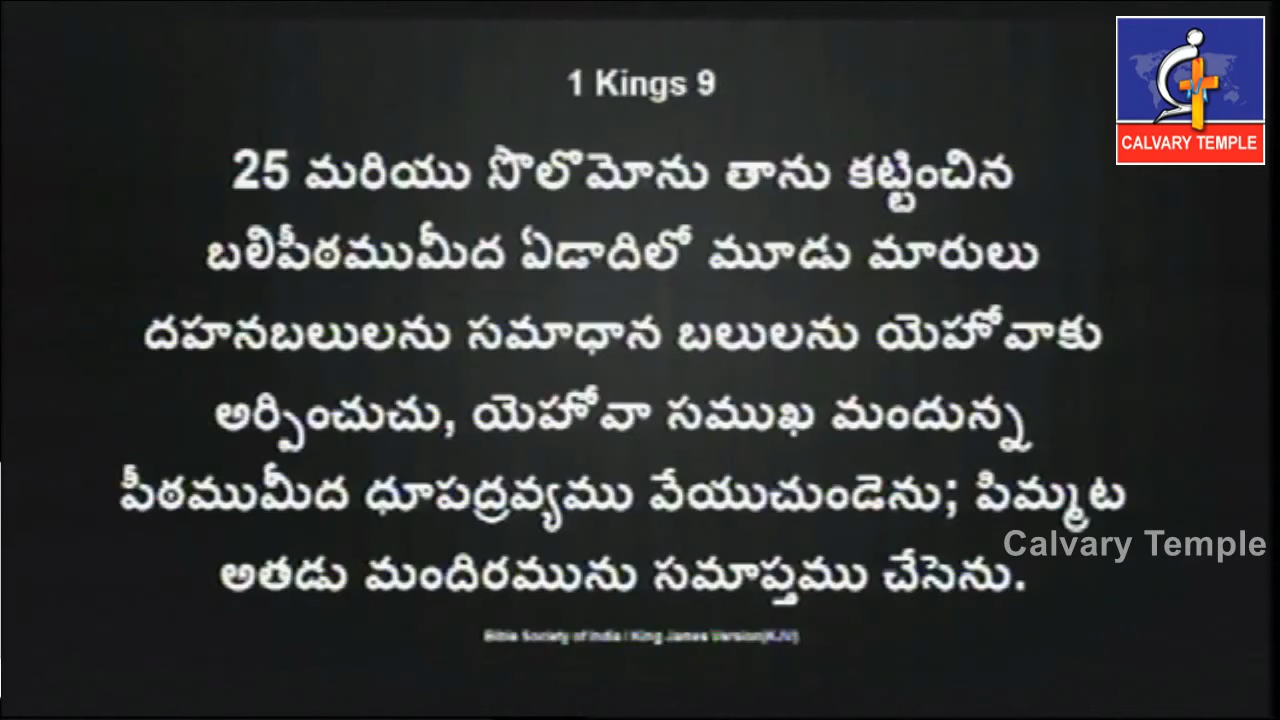 1 Kings 9
25 మరియు సొలొమోను తాను కట్టించిన
బలిపీఠముమీద ఏడాదిలో మూడు మారులు
దహనబలులను సమాధాన బలులను యెహోవాకు
అర్పించుచు, యెహోవా సముఖ మందున్న
పీఠముమీద ధూపద్రవ్యము వేయుచుండెను; పిమ్మట
అతడు మందిరమును సమాప్తము చేసెను.
Bible Society of India / King James Version(KJV)
CALVARY TEMPLE
Calvary Temple